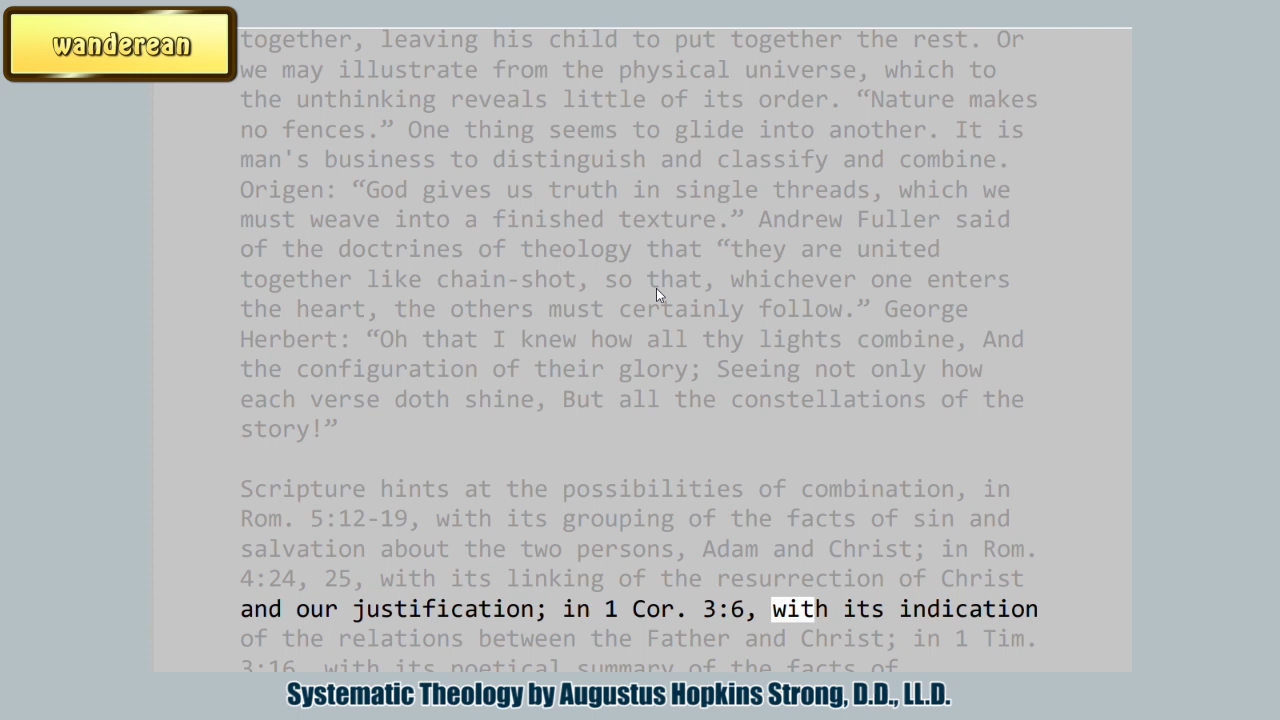 wanderean
together, leaving his child to put together the rest. Or
we may illustrate from the physical universe, which to
the unthinking reveals little of its order. “Nature makes
no fences.” One thing seems to glide into another. It is
man's business to distinguish and classify and combine.
Origen: “God gives us truth in single threads, which we
must weave into a finished texture.” Andrew Fuller said
of the doctrines of theology that “they are united
together like chain-shot, so that, whichever one enters
the heart, the others must certainly follow.” George
Herbert: “Oh that I knew how all thy lights combine, And
the configuration of their glory; Seeing not only how
each verse doth shine, But all the constellations of the
story!”
Scripture hints at the possibilities of combination, in
Rom. 5:12-19, with its grouping of the facts of sin and
salvation about the two persons, Adam and Christ; in Rom.
4:24, 25, with its linking of the resurrection of Christ
and our justification; in 1 Cor. 3:6, with its indication
of the relations between the Father and Christ; in 1 Tim.
3:16, with its poetical summary of the facts of
Systematic Theology by Augustus Hopkins Strong, D.D., LL.D.